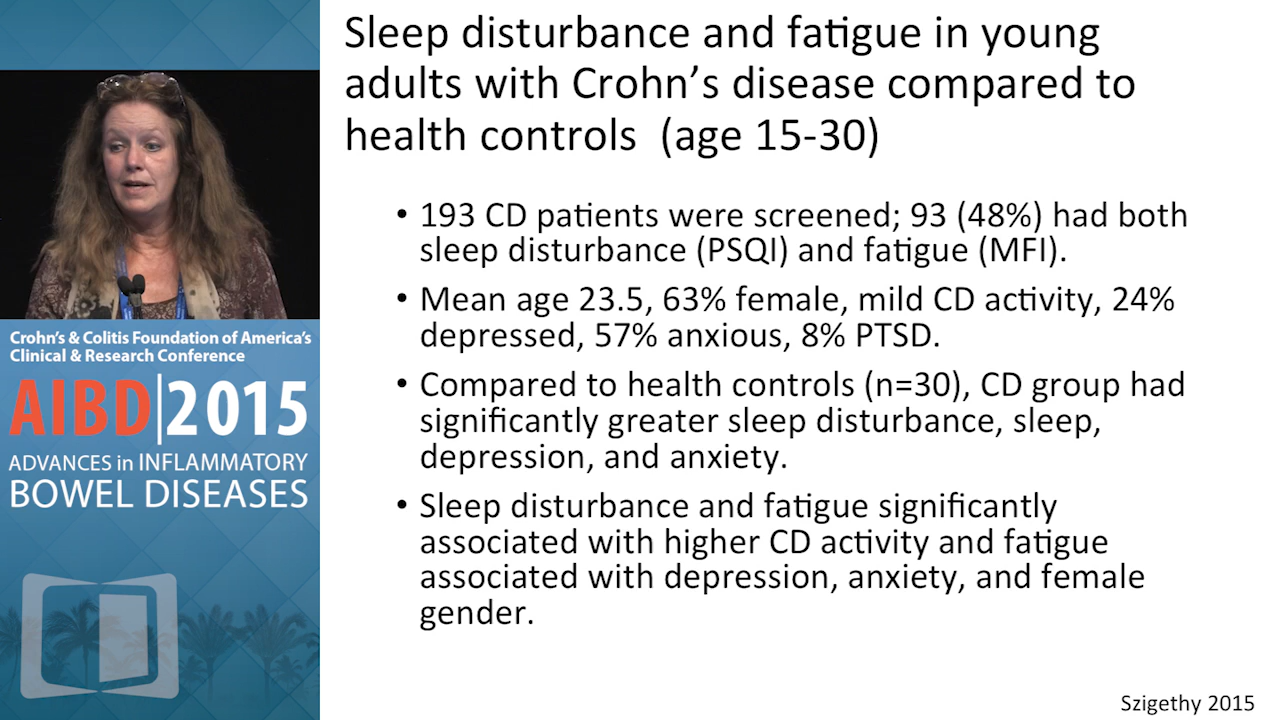 Sleep disturbance and fatigue in young
adults with Crohn's disease compared to
health controls  (age 15-30)
• 193 CD patients were screened; 93 (48%) had both
sleep disturbance (PSQI) and fatigue (MFI).
• Mean age 23.5, 63% female, mild CD activity, 24%
depressed, 57% anxious, 8% PTSD.
• Compared to health controls (n=30), CD group had
significantly greater sleep disturbance, sleep,
depression, and anxiety.
• Sleep disturbance and fatigue significantly
associated with higher CD activity and fatigue
associated with depression, anxiety, and female
gender.
Szigethy 2015
Crohn's & Colitis Foundation of America's
Clinical & Research Conference
AIBD|2015
ADVANCES in INFLAMMATORY
BOWEL DISEASES